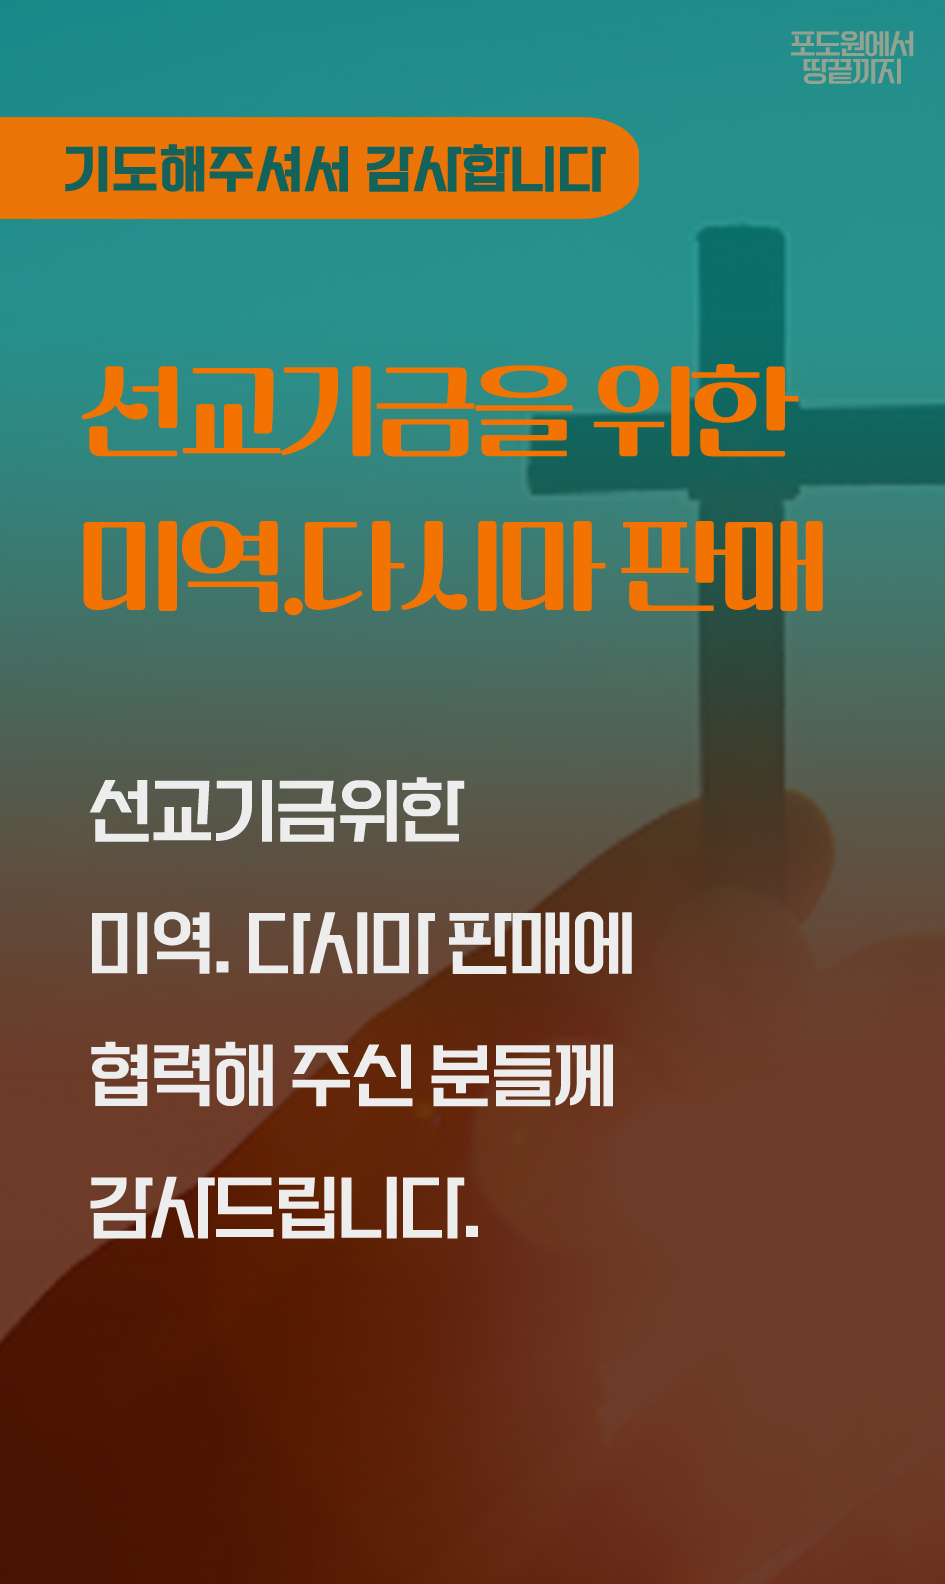 포도원에서
땅끝까지
기도해주셔서 감사합니다
선교기금을 위한
미역.다시마 판매
선교기금위한
미역. 다시마 판매에
협력해 주신 분들께
감사드립니다.